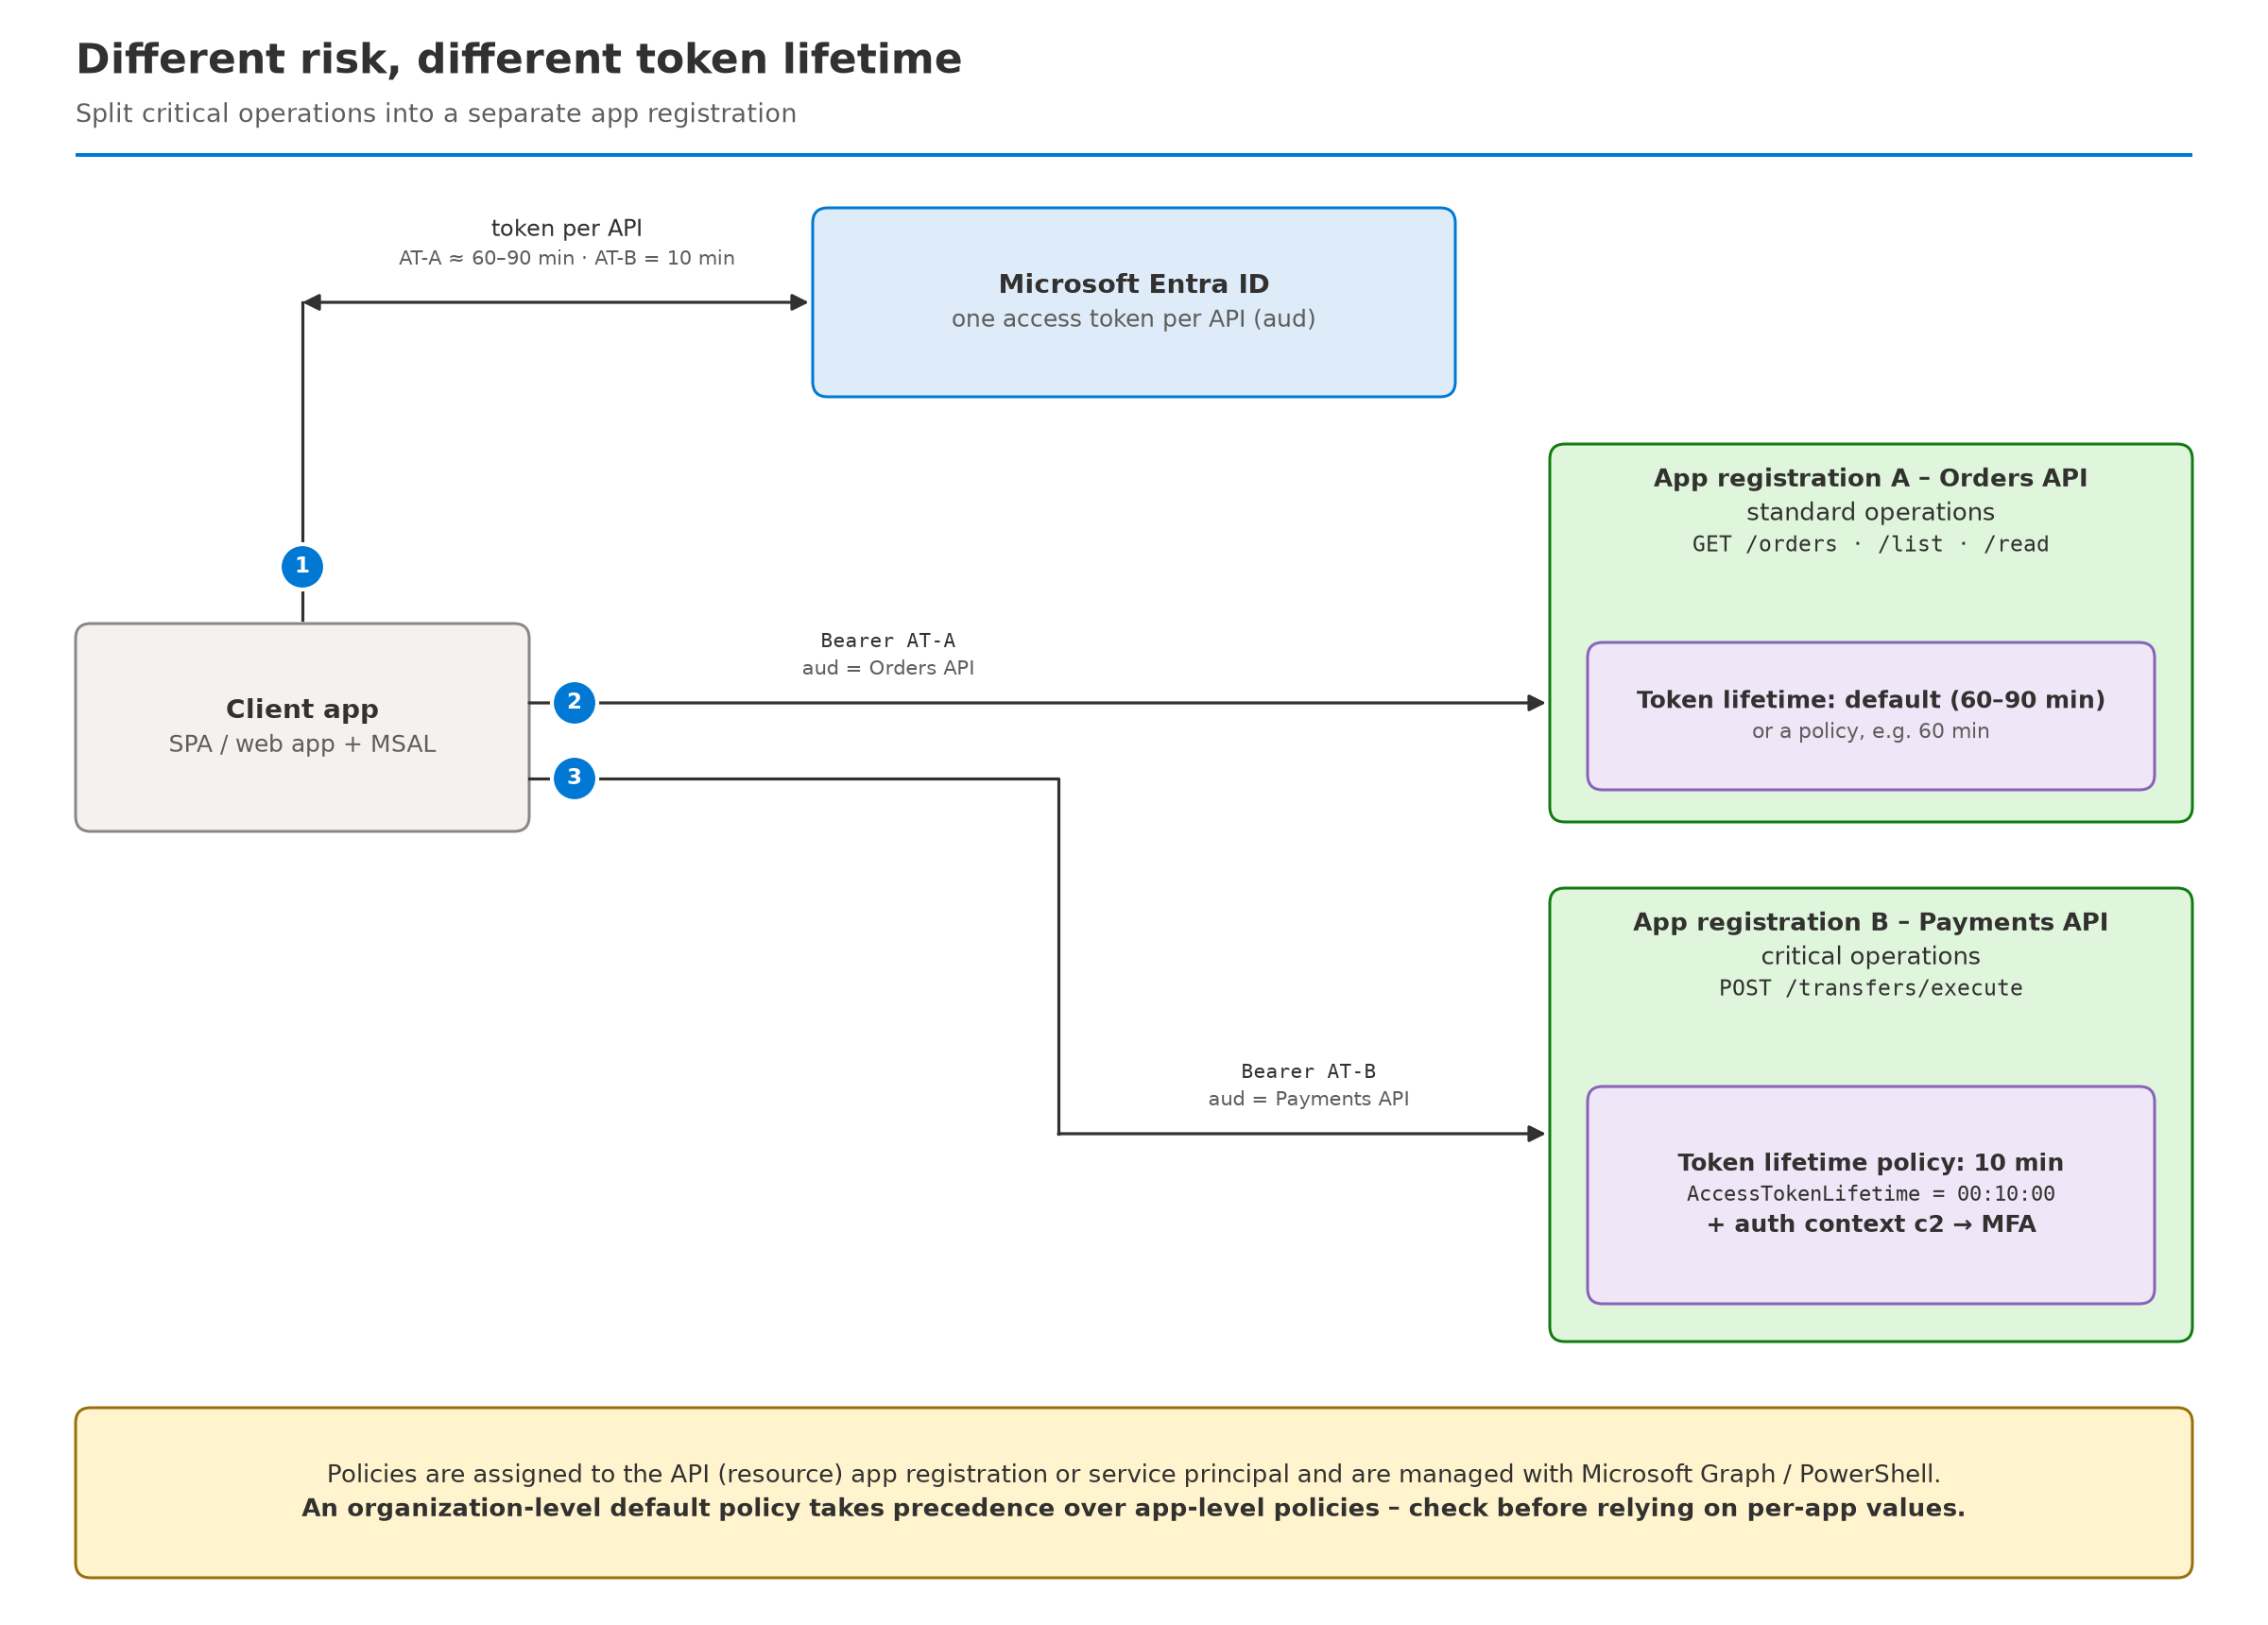 Different risk, different token lifetime
Split critical operations into a separate app registration
token per API
AT-A ≈ 60–90 min · AT-B = 10 min
Microsoft Entra ID
one access token per API (aud)
App registration A – Orders API
standard operations
GET /orders · /list · /read
1
Bearer AT-A
aud = Orders API
Token lifetime: default (60–90 min)
or a policy, e.g. 60 min
Client app
SPA / web app + MSAL
2
3
App registration B – Payments API
critical operations
POST /transfers/execute
Bearer AT-B
aud = Payments API
Token lifetime policy: 10 min
AccessTokenLifetime = 00:10:00
+ auth context c2 → MFA
Policies are assigned to the API (resource) app registration or service principal and are managed with Microsoft Graph / PowerShell.
An organization-level default policy takes precedence over app-level policies – check before relying on per-app values.